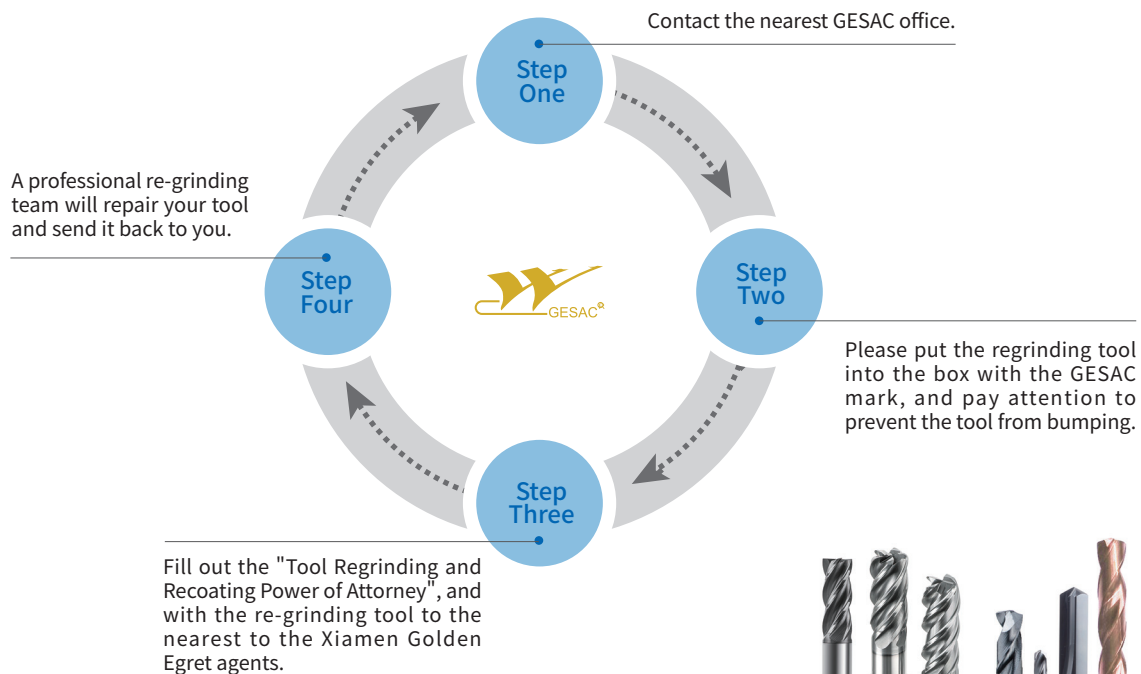 Contact the nearest GESAC office.
Step
One
A professional re-grinding
team will repair your tool
and send it back to you.
Step
Four
GESAC®
Step
Two
Please put the regrinding tool
into the box with the GESAC
mark, and pay attention to
prevent the tool from bumping.
Step
Three
Fill out the "Tool Regrinding and
Recoating Power of Attorney", and
with the re-grinding tool to the
nearest to the Xiamen Golden
Egret agents.